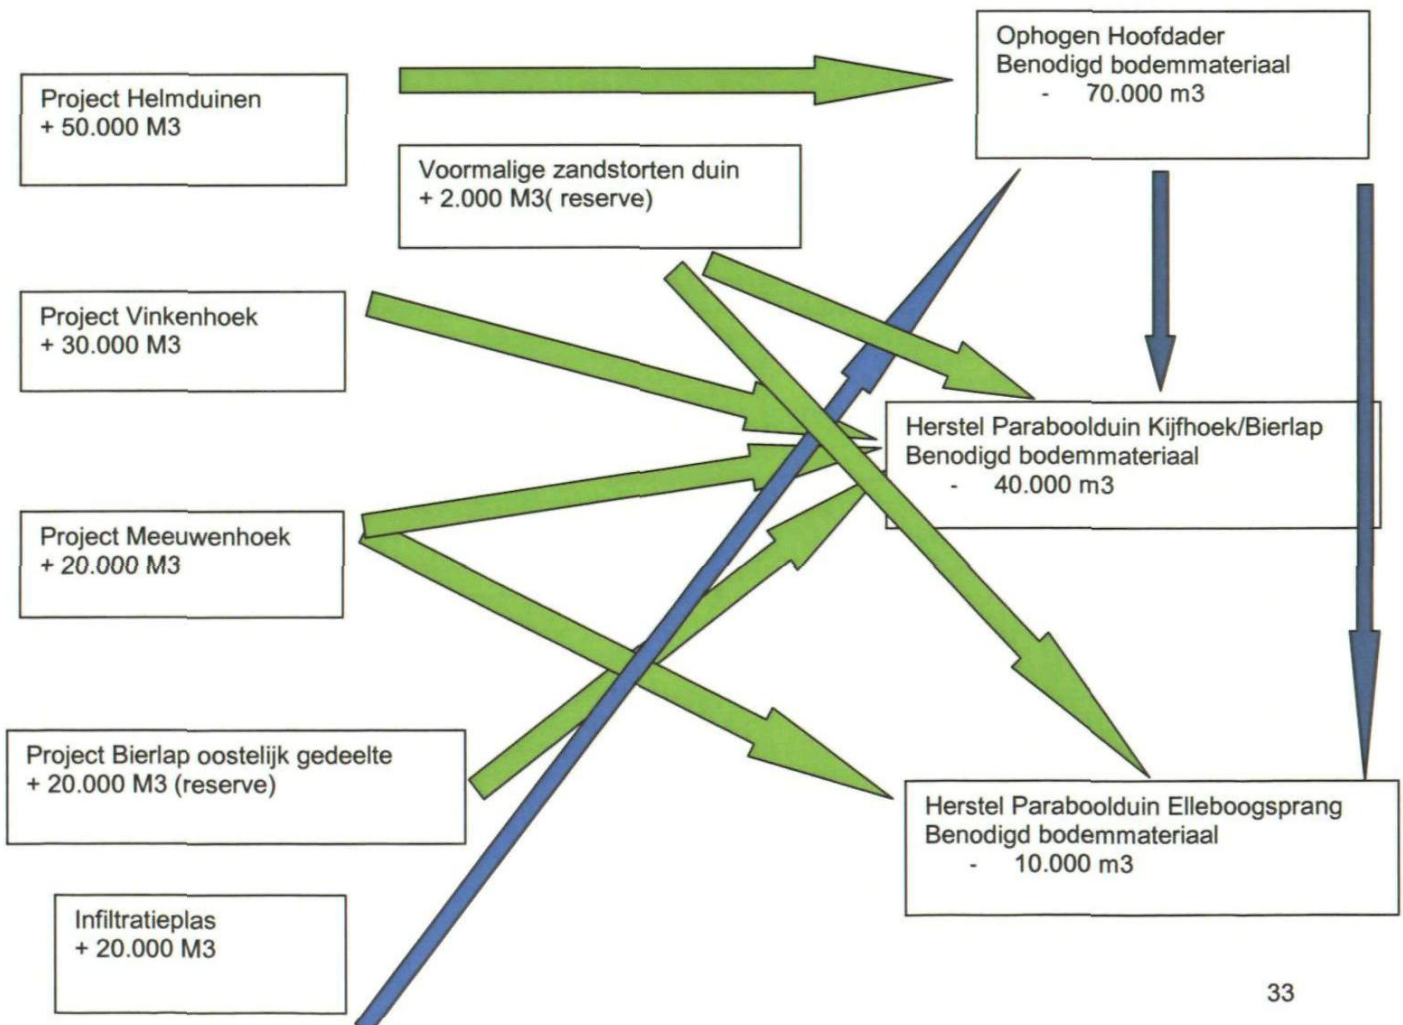 Ophogen Hoofdader
Benodigd bodemmateriaal
- 70.000 m3
Project Helmduinen
+ 50.000 M3
Voormalige zandstorten duin
+ 2.000 M3( reserve)
Project Vinkenhoek
+ 30.000 M3
Herstel Paraboolduin Kijfhoek/Bierlap
Benodigd bodemmateriaal
- 40.000 m3
Project Meeuwenhoek
+ 20.000 M3
Project Bierlap oostelijk gedeelte
+ 20.000 M3 (reserve)
Herstel Paraboolduin Elleboogsprang
Benodigd bodemmateriaal
- 10.000 m3
Infiltratieplas
+ 20.000 M3
33